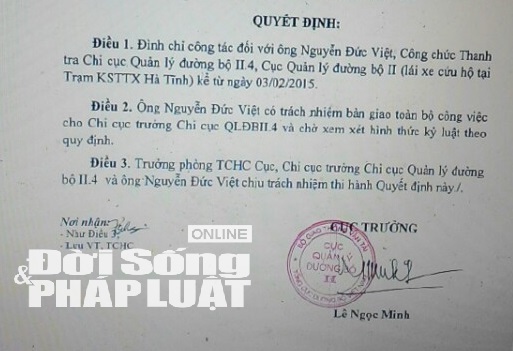 QUYẾT ĐỊNH:
Điều 1. Đình chỉ công tác đối với ông Nguyễn Đức Việt, Công chức Thanh
tra Chi cục Quản lý đường bộ II.4, Cục Quản lý đường bộ II (lái xe cứu hộ tại
Trạm KSTTX Hà Tĩnh) kể từ ngày 03/02/2015.
Điều 2. Ông Nguyễn Đức Việt có trách nhiệm bàn giao toàn bộ công việc
cho Chi cục trưởng Chi cục QLĐBII.4 và chờ xem xét hình thức kỷ luật theo
quy định.
Điều 3. Trưởng phòng TCHC Cục, Chi cục trưởng Chi cục Quản lý đường
bộ II.4 và ông Nguyễn Đức Việt chịu trách nhiệm thi hành Quyết định này./.
Nơi nhận:
- Như Điều 3;
- Lưu VT, TCHC
CỤC TRƯỞNG
ONLINE
Đời Sống
& PHÁP LUẬT
CỤC
QUẢN LÝ
ĐƯỜNG BỘ
II
Lê Ngọc Minh